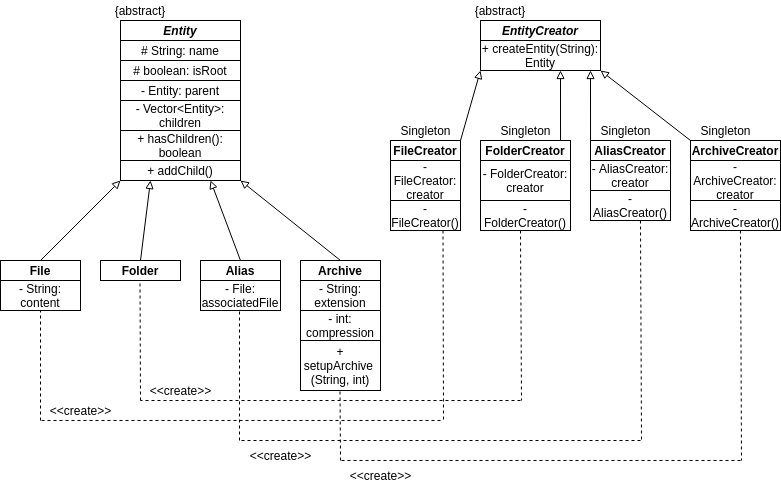 {abstract}
Entity
# String: name
# boolean: isRoot
- Entity: parent
- Vector<Entity>:
children
+ hasChildren():
boolean
+ addChild()
{abstract}
EntityCreator
+ createEntity(String):
Entity
Singleton
FileCreator
-
FileCreator:
creator
-
FileCreator()
Singleton
FolderCreator
- FolderCreator:
creator
-
FolderCreator()
Singleton
AliasCreator
- AliasCreator:
creator
-
AliasCreator()
Singleton
ArchiveCreator
-
ArchiveCreator:
creator
-
ArchiveCreator()
File
- String:
content
Folder
Alias
- File:
associatedFile
Archive
- String:
extension
- int:
compression
+
setupArchive
(String, int)
<<create>>
<<create>>
<<create>>
<<create>>